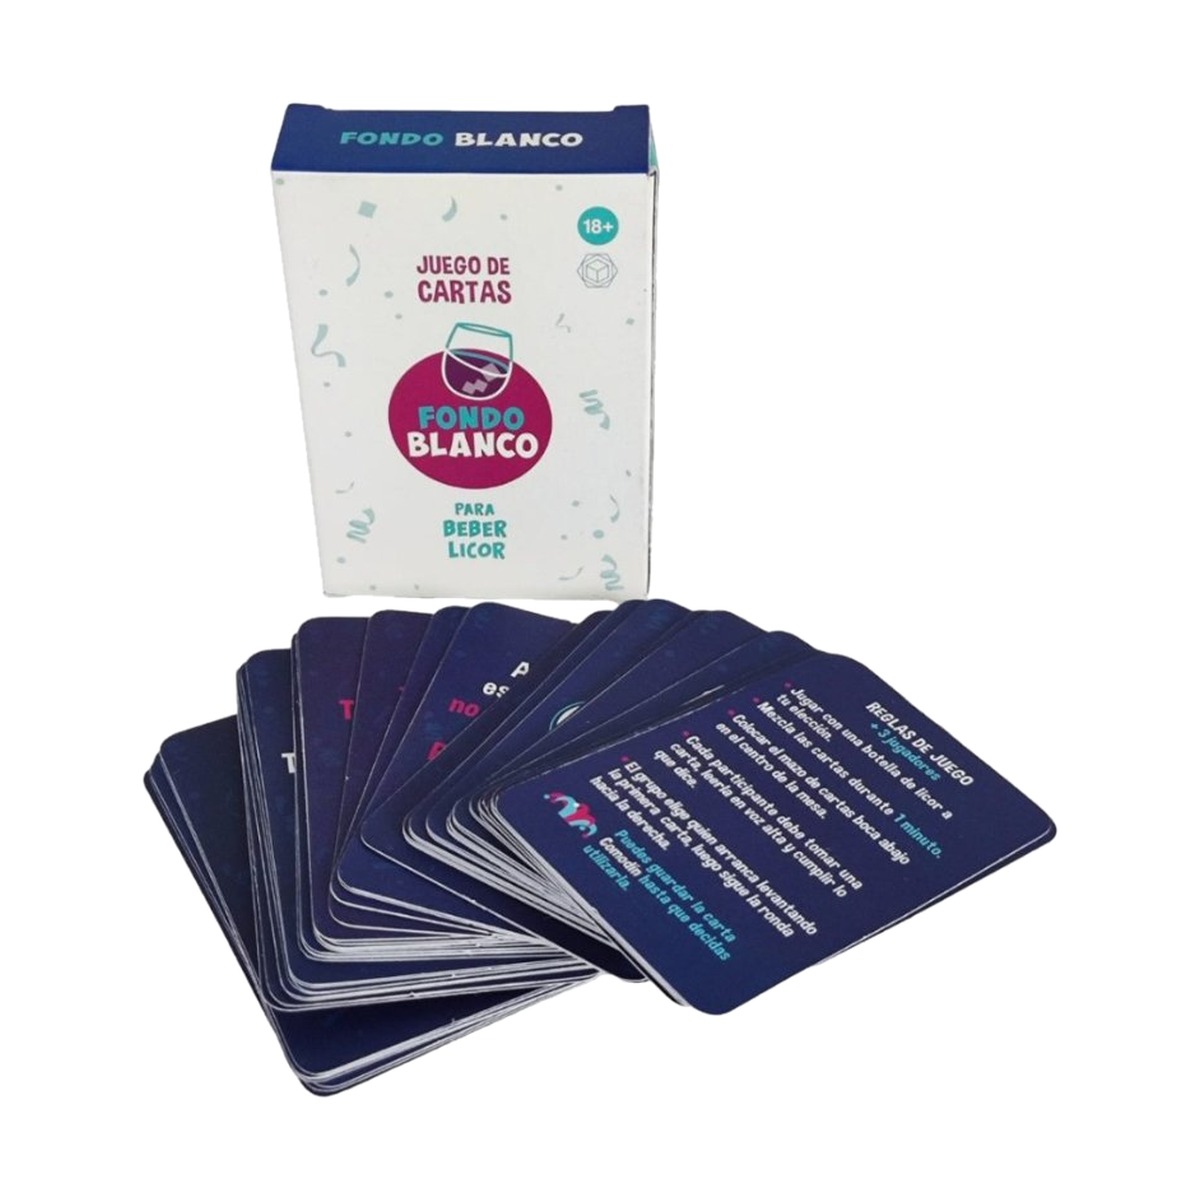 FONDO BLANCO
18+
JUEGO DE
CARTAS
FONDO
BLANCO
PARA
BEBER
LICOR
T
T
A
es
no
REGLAS DE JUEGO
+ 3 jugadores
* Jugar con una botella de licor a
tu elección.
* Mezcla las cartas durante 1 minuto.
* Colocar el mazo de cartas boca abajo
en el centro de la mesa.
* Cada participante debe tomar una
carta, leerla en voz alta y cumplir lo
que dice.
* El grupo elige quien arranca levantando
la primera carta, luego sigue la ronda
hacia la derecha.
Puedes guardar la carta
Comodín hasta que decidas
utilizarla.